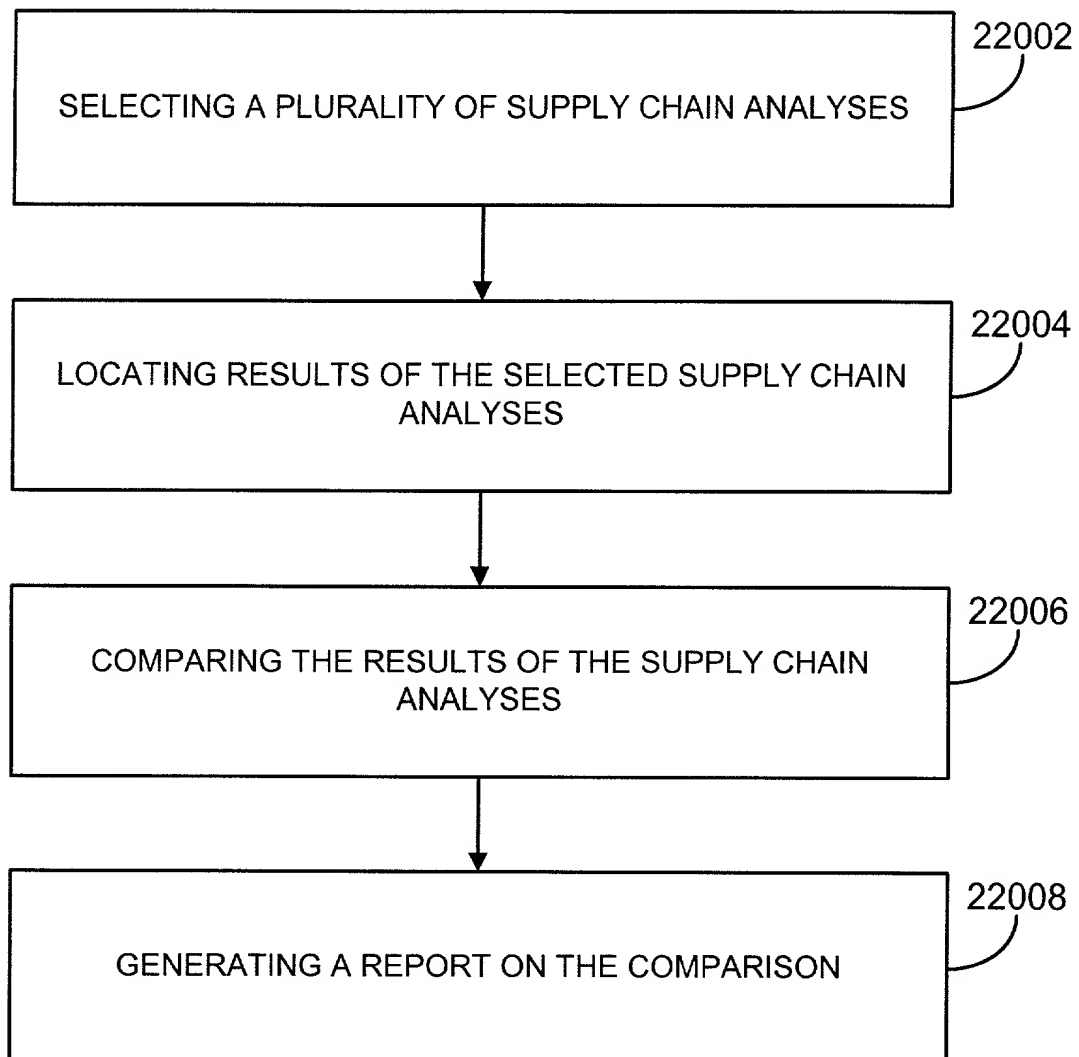 22002
SELECTING A PLURALITY OF SUPPLY CHAIN ANALYSES
22004
LOCATING RESULTS OF THE SELECTED SUPPLY CHAIN
ANALYSES
22006
COMPARING THE RESULTS OF THE SUPPLY CHAIN
ANALYSES
22008
GENERATING A REPORT ON THE COMPARISON